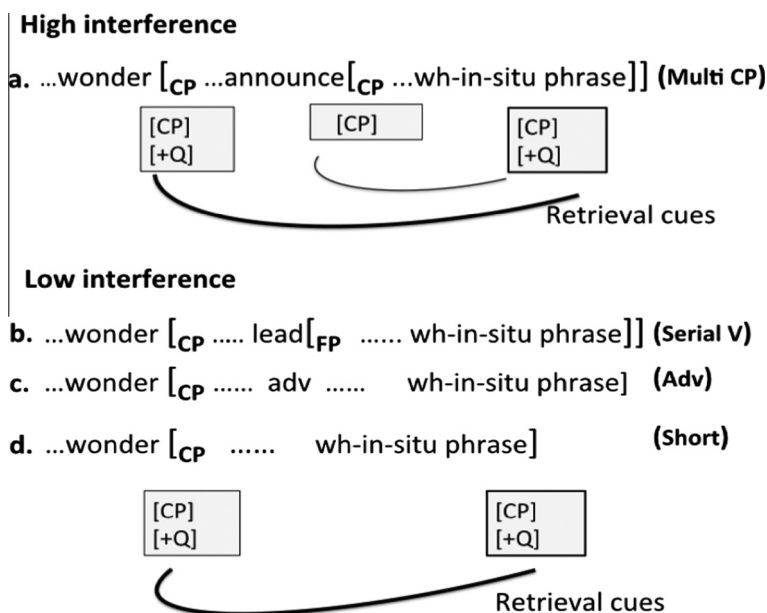 High interference
a. ...wonder [CP ...announce[CP ...wh-in-situ phrase]] (Multi CP)
[CP] [CP] [CP]
[+Q] [+Q]
Retrieval cues
Low interference
b. ...wonder [CP ..... lead[FP ...... wh-in-situ phrase]] (Serial V)
c. ...wonder [CP ...... adv ...... wh-in-situ phrase] (Adv)
d. ...wonder [CP ...... wh-in-situ phrase] (Short)
[CP] [CP]
[+Q] [+Q]
Retrieval cues